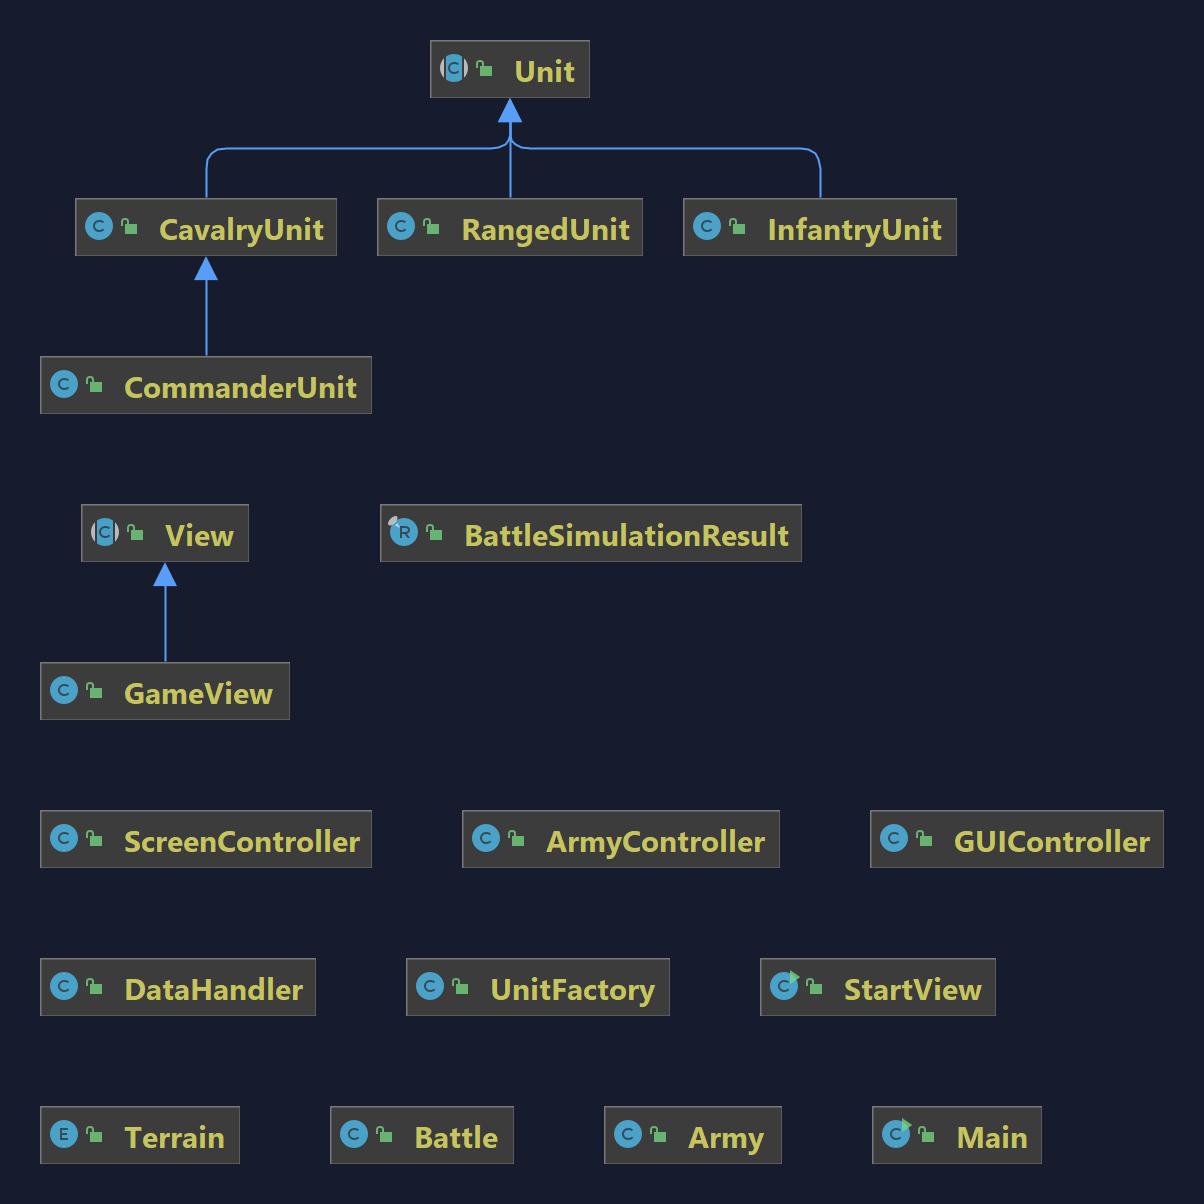 Unit
CavalryUnit
RangedUnit
InfantryUnit
CommanderUnit
View
BattleSimulationResult
GameView
ScreenController
ArmyController
GUIController
DataHandler
UnitFactory
StartView
Terrain
Battle
Army
Main